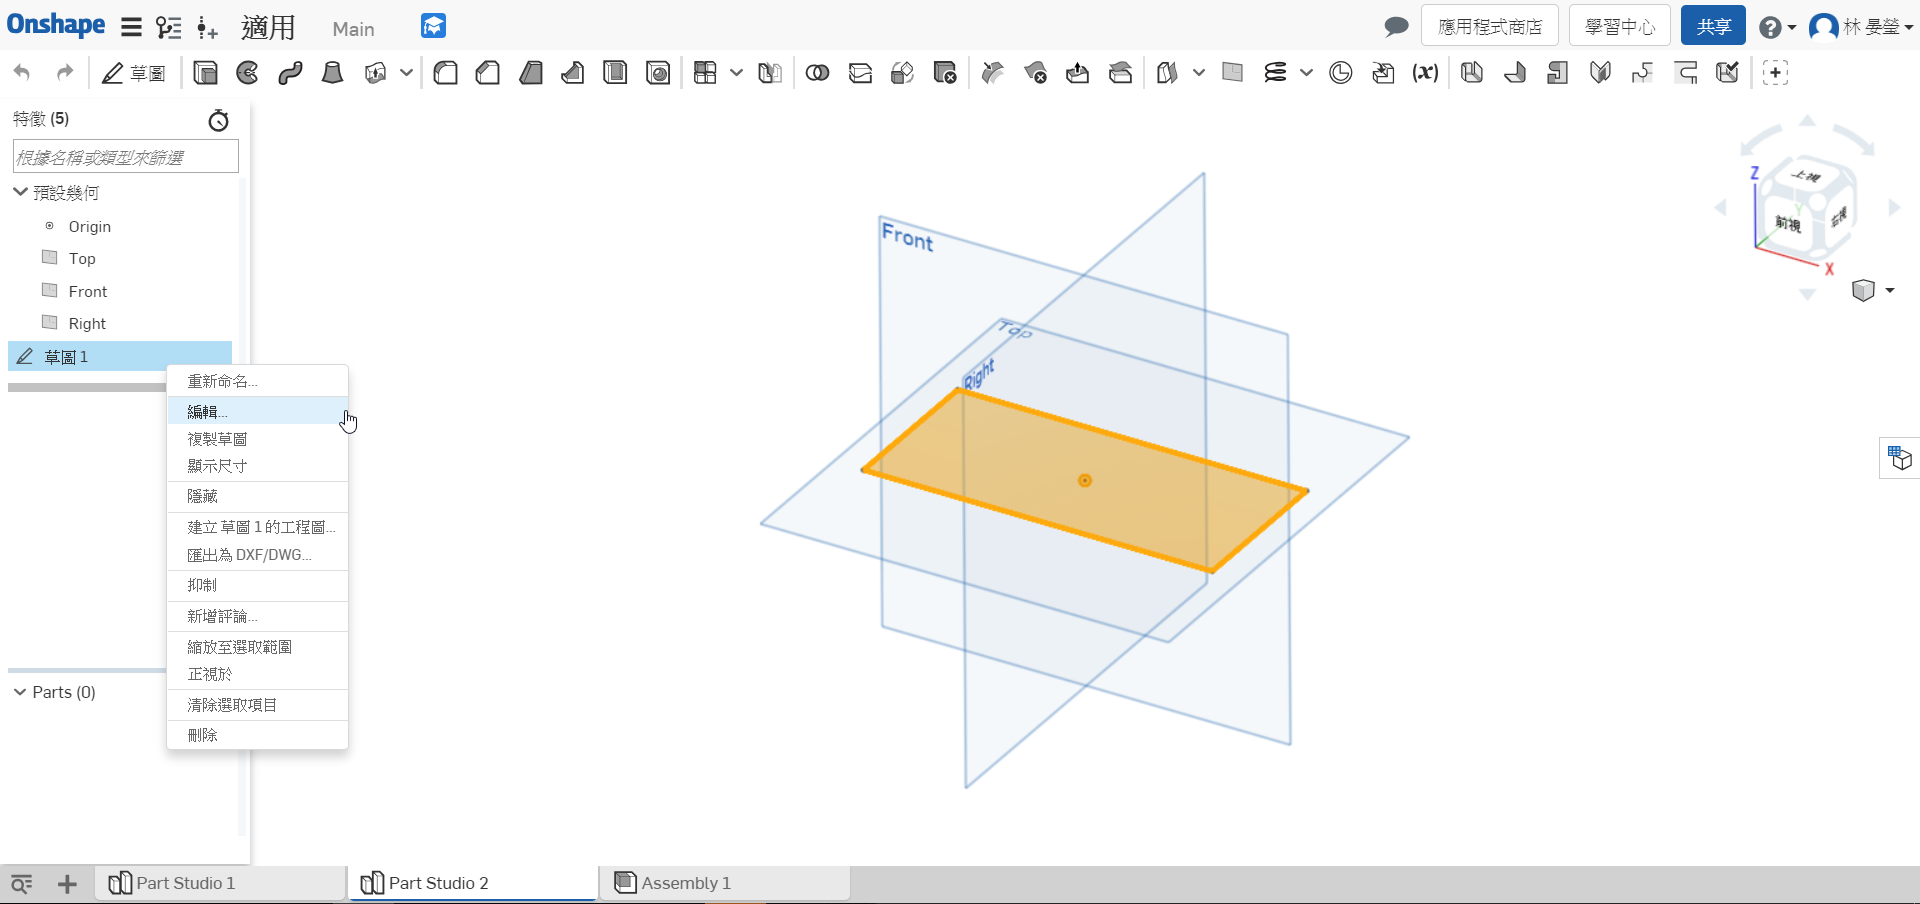 Onshape 適用 Main 應用程式商店 學習中心 共享 林 晏瑩
草圖 (x)
特徵 (5)
根據名稱或類型來篩選
預設幾何
Origin
Top
Front
Right
草圖 1
重新命名...
編輯...
複製草圖
顯示尺寸
隱藏
建立 草圖 1 的工程圖...
匯出為 DXF/DWG...
抑制
新增評論...
縮放至選取範圍
正視於
清除選取項目
刪除
Parts (0)
Front
Top
Right
Z
上視
前視
右視
Y
X
Part Studio 1
Part Studio 2
Assembly 1